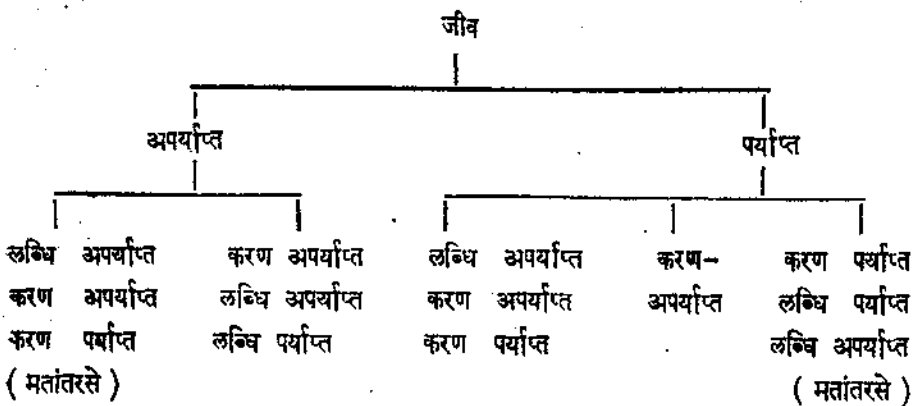 जीव
अपर्याप्त पर्याप्त
लब्धि अपर्याप्त करण अपर्याप्त लब्धि अपर्याप्त करण- करण पर्याप्त
करण अपर्याप्त लब्धि अपर्याप्त करण अपर्याप्त अपर्याप्त लब्धि पर्याप्त
करण पर्याप्त लब्धि पर्याप्त करण पर्याप्त लब्धि अपर्याप्त
( मतांतरसे ) ( मतांतरसे )